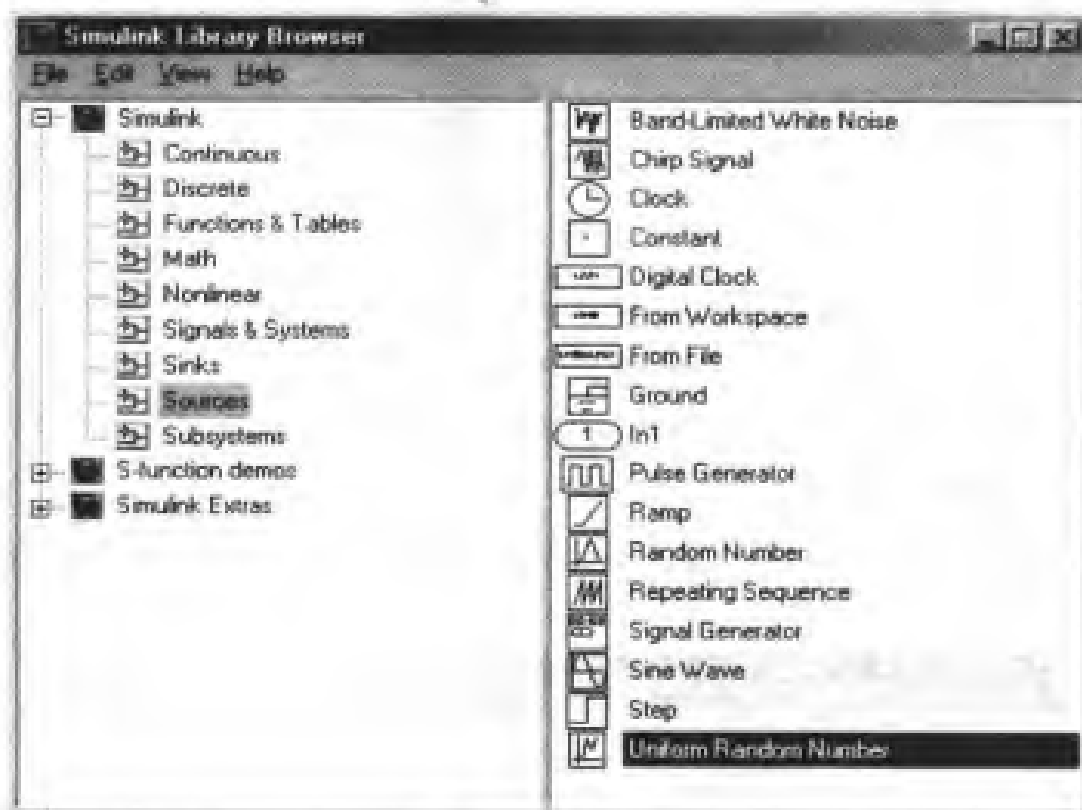 Simulink Library Browser
File Edit View Help
Simulink
Continuous
Discrete
Functions & Tables
Math
Nonlinear
Signals & Systems
Sinks
Sources
Subsystems
S-function demos
Simulink Extras
Band-Limited White Noise
Chirp Signal
Clock
Constant
Digital Clock
From Workspace
From File
Ground
1 In1
Pulse Generator
Ramp
Random Number
Repeating Sequence
Signal Generator
Sine Wave
Step
Uniform Random Number